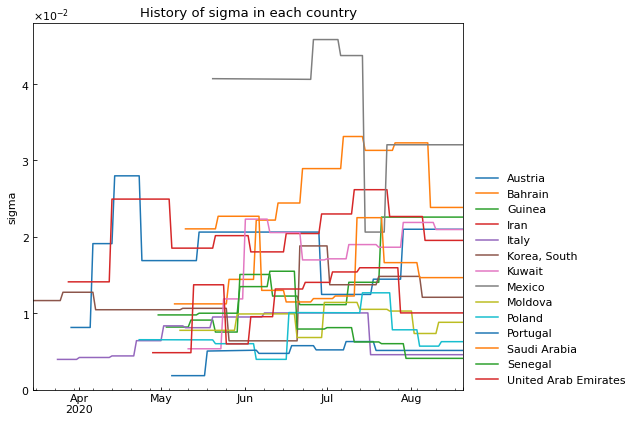 History of sigma in each country
×10⁻²
4
3
2
1
0
sigma
Apr
2020
May
Jun
Jul
Aug
Austria
Bahrain
Guinea
Iran
Italy
Korea, South
Kuwait
Mexico
Moldova
Poland
Portugal
Saudi Arabia
Senegal
United Arab Emirates